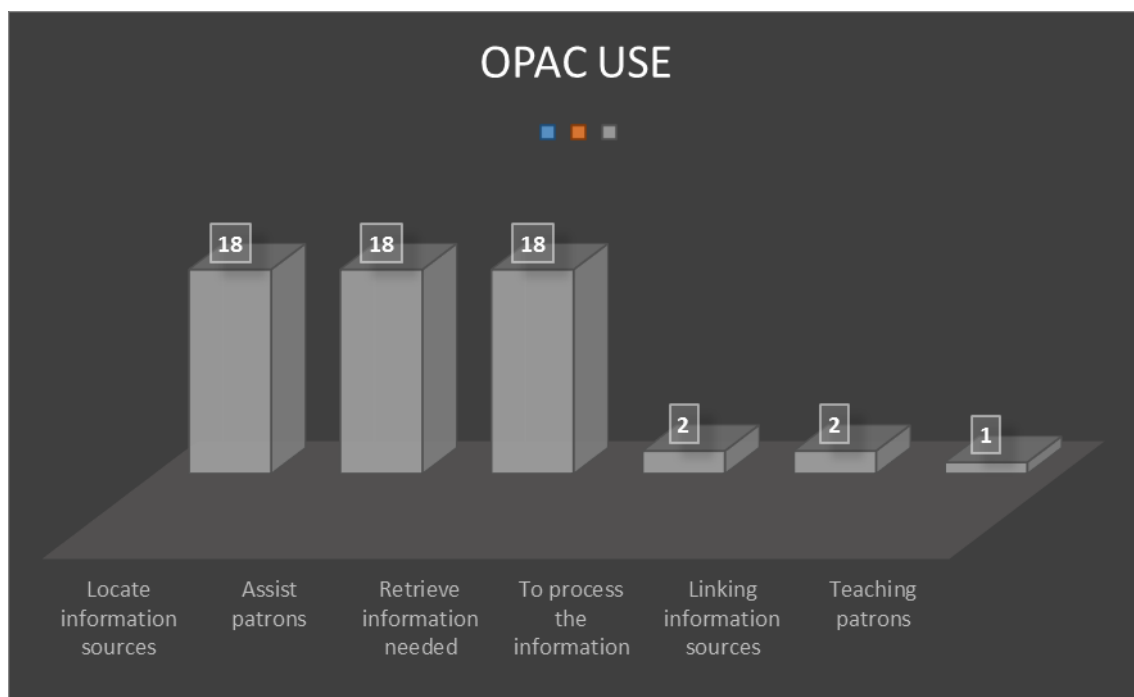 OPAC USE
18
18
18
2
2
1
Locate
information
sources
Assist
patrons
Retrieve
information
needed
To process
the
information
Linking
information
sources
Teaching
patrons